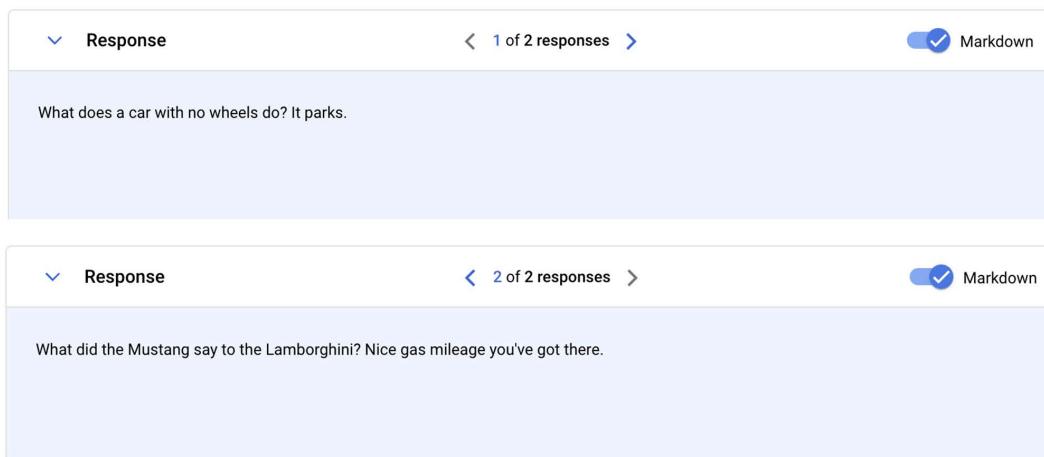 Response
1 of 2 responses
Markdown
What does a car with no wheels do? It parks.
Response
2 of 2 responses
Markdown
What did the Mustang say to the Lamborghini? Nice gas mileage you've got there.